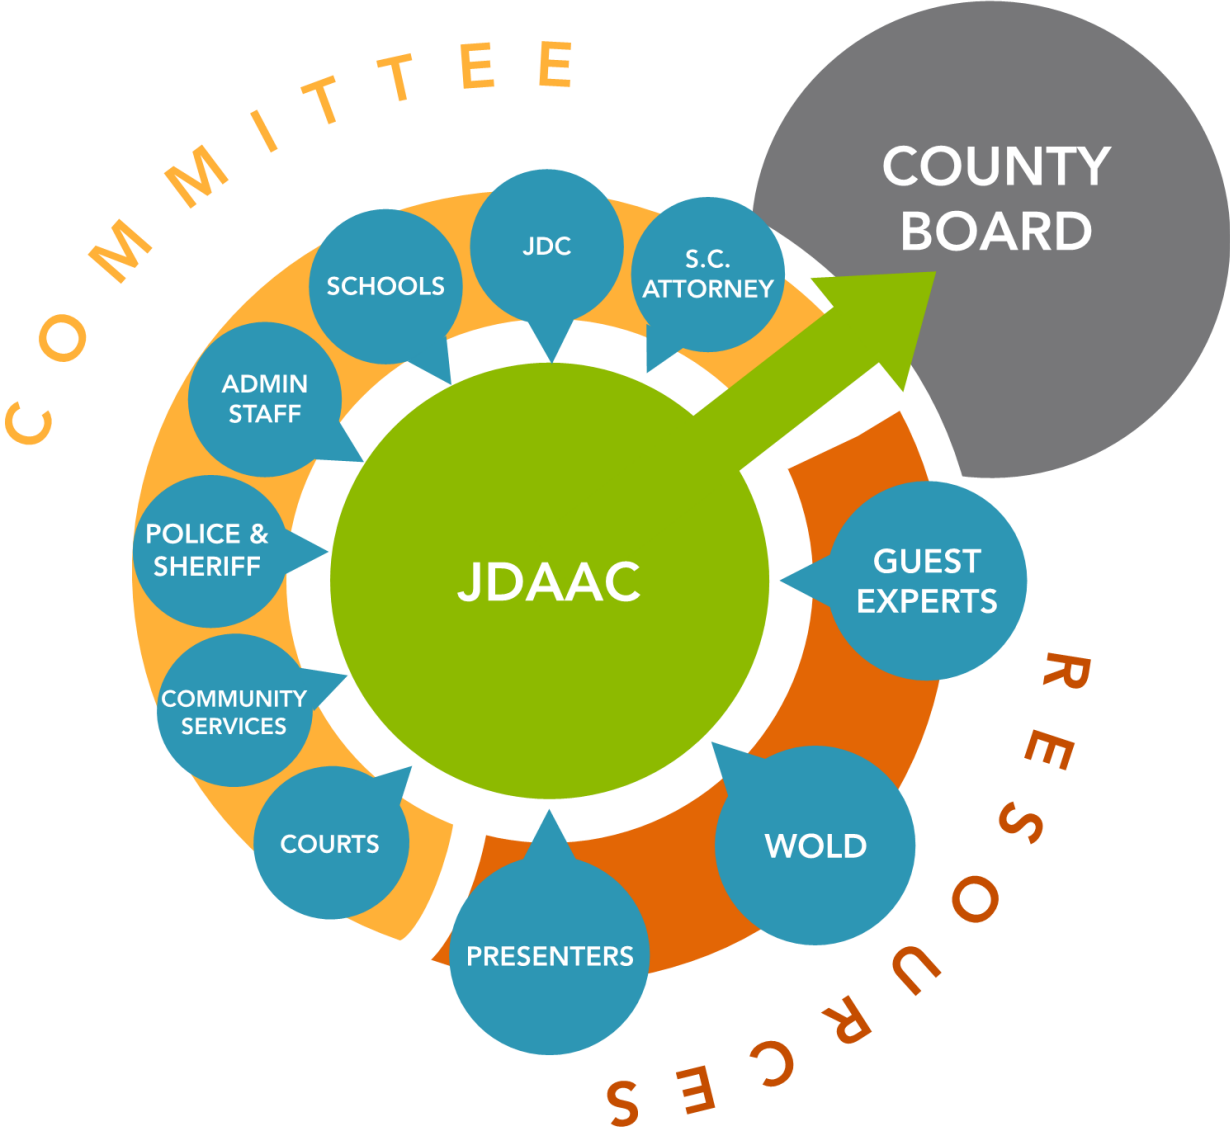 COMMITTEE
COUNTY
BOARD
JDC
S.C.
ATTORNEY
SCHOOLS
ADMIN
STAFF
POLICE &
SHERIFF
COMMUNITY
SERVICES
COURTS
JDAAC
GUEST
EXPERTS
WOLD
PRESENTERS
RESOURCES